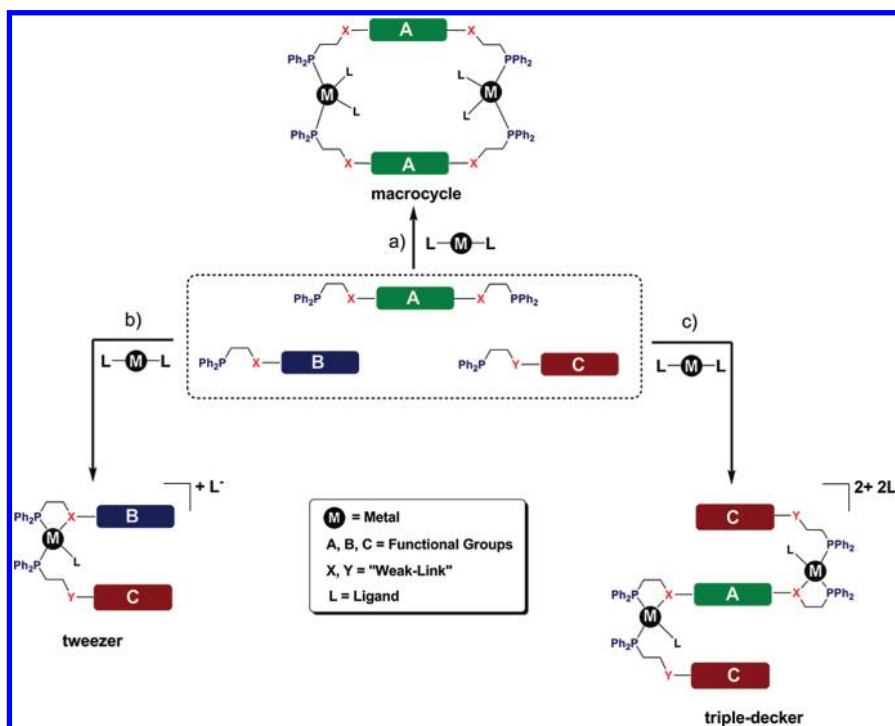 X A X
Ph2P PPh2
L L
M M
L L
Ph2P PPh2
X A X
macrocycle
a) L M L
Ph2P X A X PPh2
b) c)
L M L Ph2P X B Ph2P Y C L M L
+ L-
Ph2P X B
M
L
Ph2P
Y C
tweezer
M = Metal
A, B, C = Functional Groups
X, Y = "Weak-Link"
L = Ligand
2+ 2L
C Y
L PPh2
M
Ph2P X A X PPh2
M
L
Ph2P
Y C
triple-decker